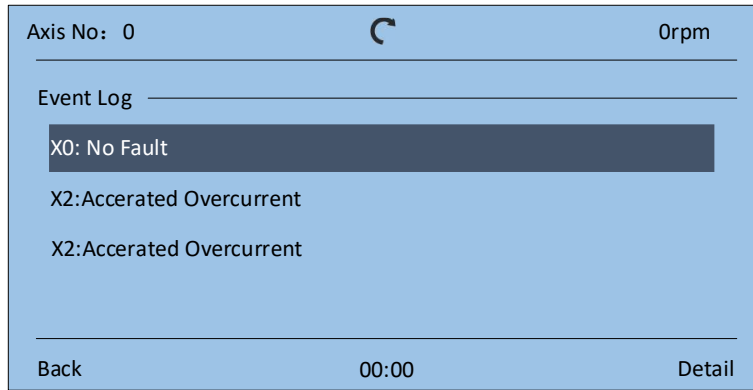 Axis No：0 0rpm
Event Log
X0: No Fault
X2:Accerated Overcurrent
X2:Accerated Overcurrent
Back 00:00 Detail